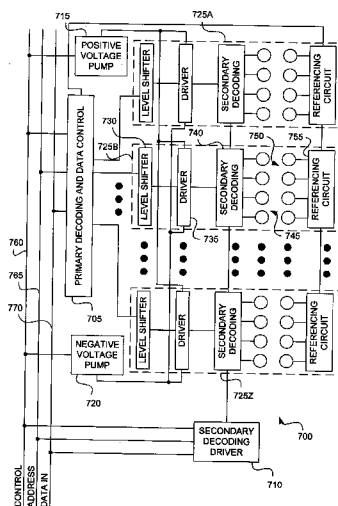 715
725A
POSITIVE
VOLTAGE
PUMP
LEVEL SHIFTER
DRIVER
SECONDARY
DECODING
REFERENCING
CIRCUIT
730
725B
740
750
755
PRIMARY DECODING AND DATA CONTROL
LEVEL SHIFTER
DRIVER
SECONDARY
DECODING
REFERENCING
CIRCUIT
735
745
760
765
770
705
NEGATIVE
VOLTAGE
PUMP
720
LEVEL SHIFTER
DRIVER
SECONDARY
DECODING
REFERENCING
CIRCUIT
725Z
SECONDARY
DECODING
DRIVER
710
700
CONTROL
ADDRESS
DATA IN